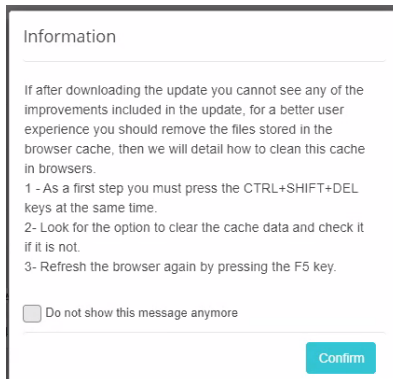 Information
If after downloading the update you cannot see any of the
improvements included in the update, for a better user
experience you should remove the files stored in the
browser cache, then we will detail how to clean this cache
in browsers.
1 - As a first step you must press the CTRL+SHIFT+DEL
keys at the same time.
2- Look for the option to clear the cache data and check it
if it is not.
3- Refresh the browser again by pressing the F5 key.
Do not show this message anymore
Confirm